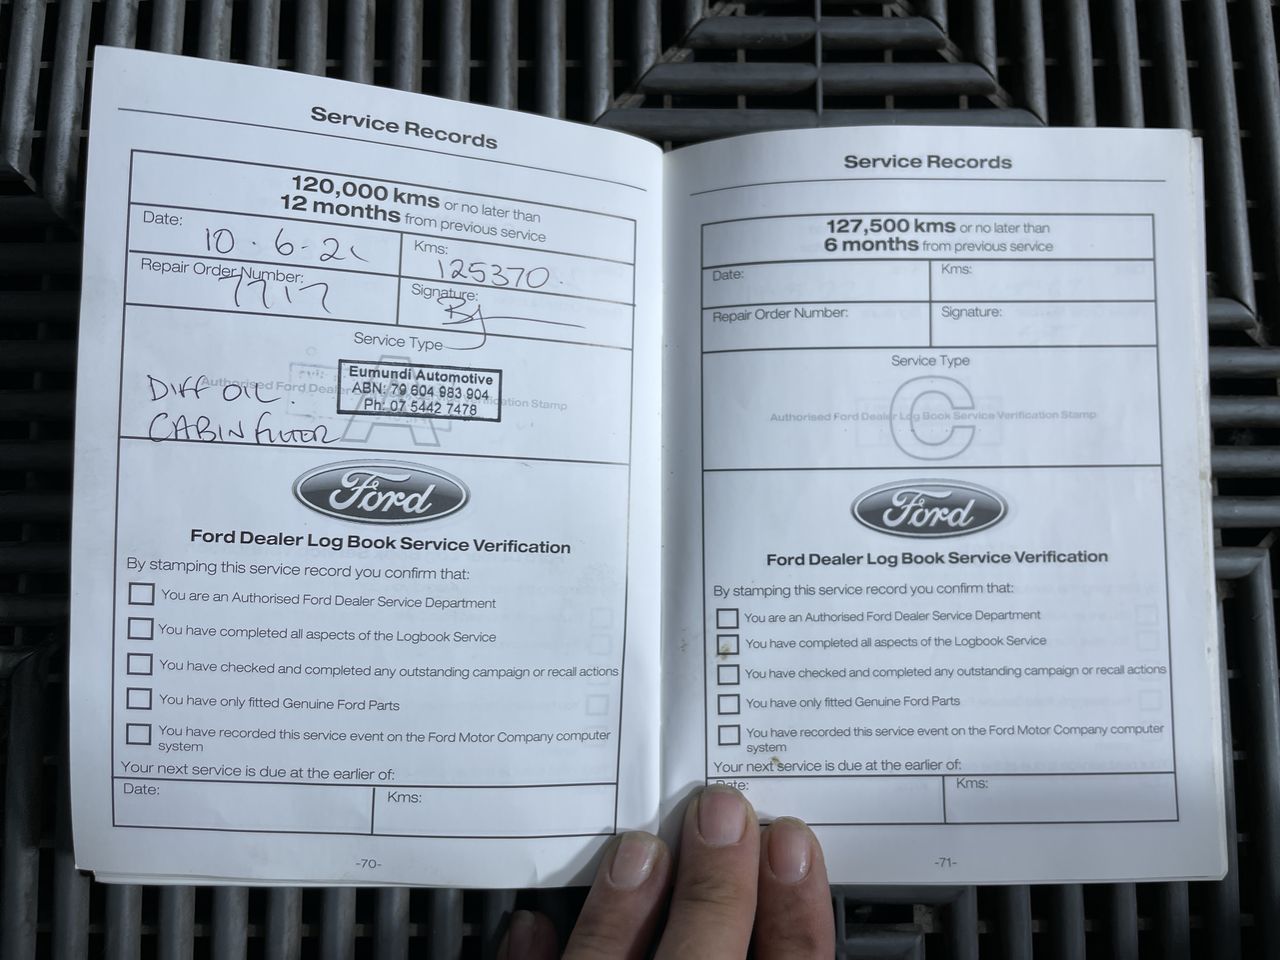 Service Records
120,000 kms or no later than
12 months from previous service
Date:
10.6.21
Kms:
125370.
Repair Order Number:
7717
Signature:
Service Type
A
Authorised Ford Dealer
Verification Stamp
DIFF OIL.
CABIN FILTER
Eumundi Automotive
ABN: 79 604 983 904
Ph: 07 5442 7478
Ford
Ford Dealer Log Book Service Verification
By stamping this service record you confirm that:
You are an Authorised Ford Dealer Service Department
You have completed all aspects of the Logbook Service
You have checked and completed any outstanding campaign or recall actions
You have only fitted Genuine Ford Parts
You have recorded this service event on the Ford Motor Company computer
system
Your next service is due at the earlier of:
Date:
Kms:
-70-
Service Records
127,500 kms or no later than
6 months from previous service
Date:
Kms:
Repair Order Number:
Signature:
Service Type
C
Authorised Ford Dealer Log Book Service Verification Stamp
Ford
Ford Dealer Log Book Service Verification
By stamping this service record you confirm that:
You are an Authorised Ford Dealer Service Department
You have completed all aspects of the Logbook Service
You have checked and completed any outstanding campaign or recall actions
You have only fitted Genuine Ford Parts
You have recorded this service event on the Ford Motor Company computer
system
Your next service is due at the earlier of:
Date:
Kms:
-71-